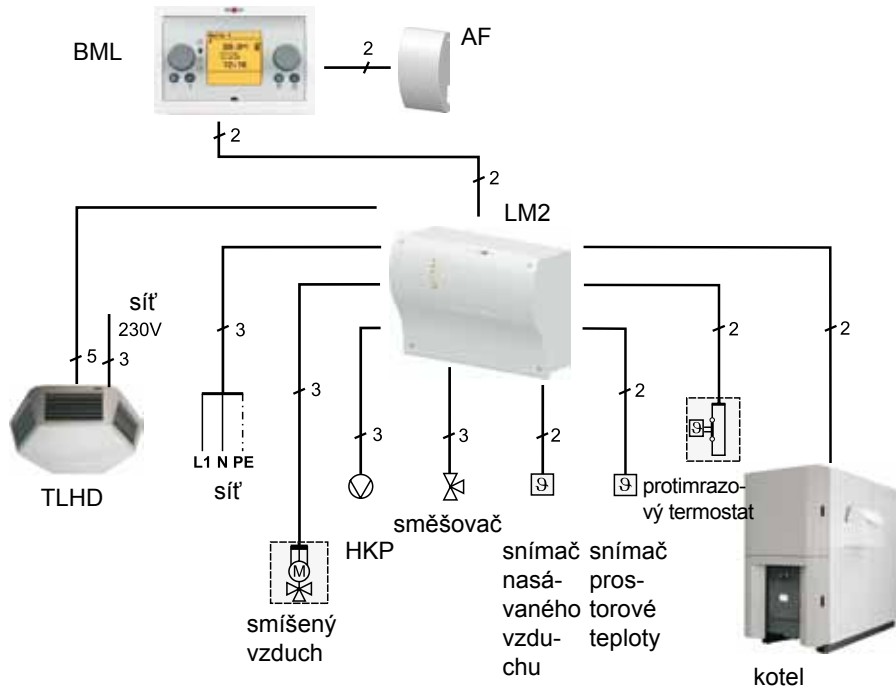 BML
2
AF
2
2
LM2
síť
230V
5
3
3
3
3
3
2
2
2
2
L1 N PE
síť
TLHD
HKP
směšovač
M
smíšený
vzduch
ϑ
snímač
nasá-
vaného
vzdu-
chu
ϑ
snímač
pros-
torové
teploty
ϑ
protimrazo-
vý termostat
kotel